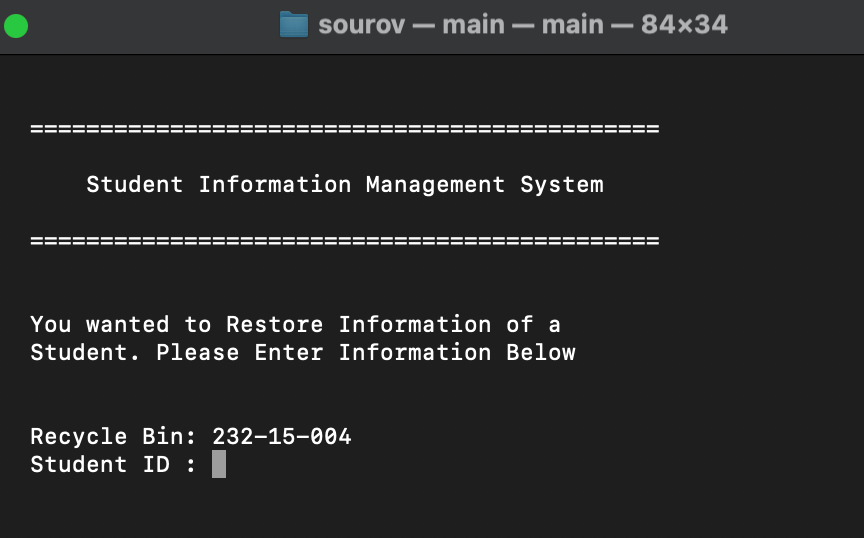 sourov — main — main — 84×34
=============================================
Student Information Management System
=============================================
You wanted to Restore Information of a
Student. Please Enter Information Below
Recycle Bin: 232-15-004
Student ID :